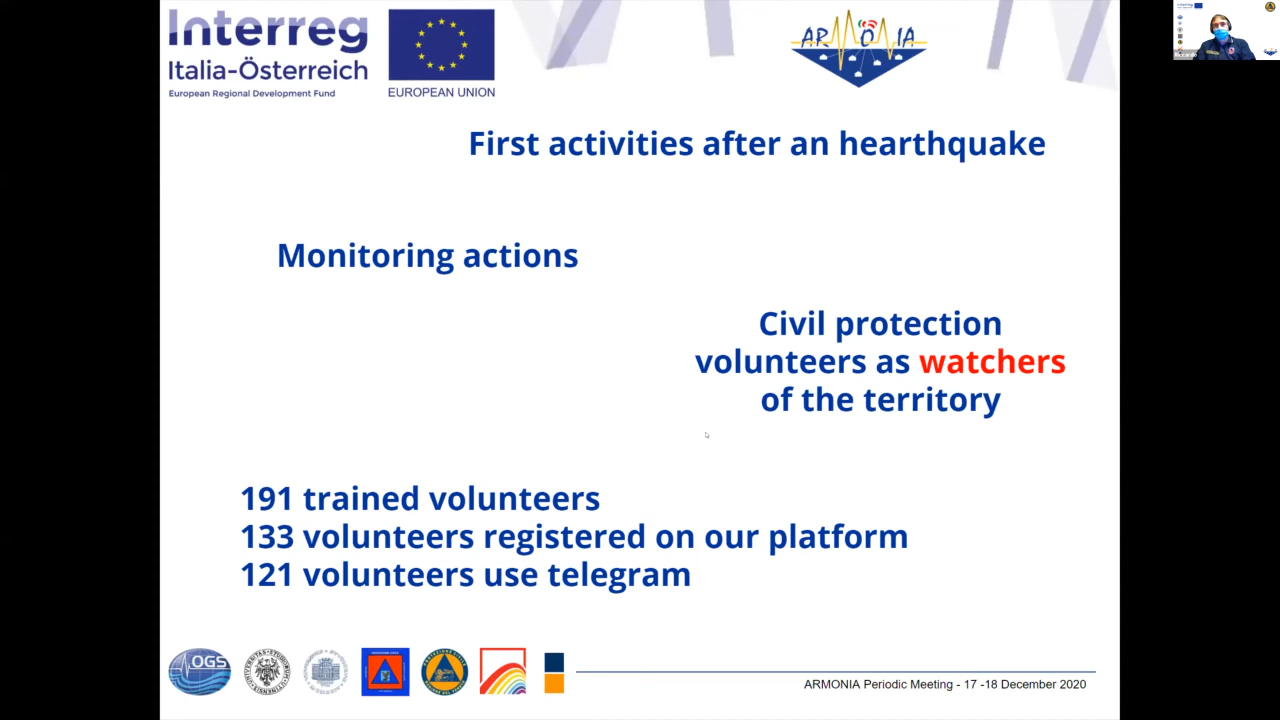 Interreg
Italia-Österreich
European Regional Development Fund
EUROPEAN UNION
ARMONIA
First activities after an hearthquake
Monitoring actions
Civil protection
volunteers as watchers
of the territory
191 trained volunteers
133 volunteers registered on our platform
121 volunteers use telegram
OGS
ARMONIA Periodic Meeting - 17 -18 December 2020